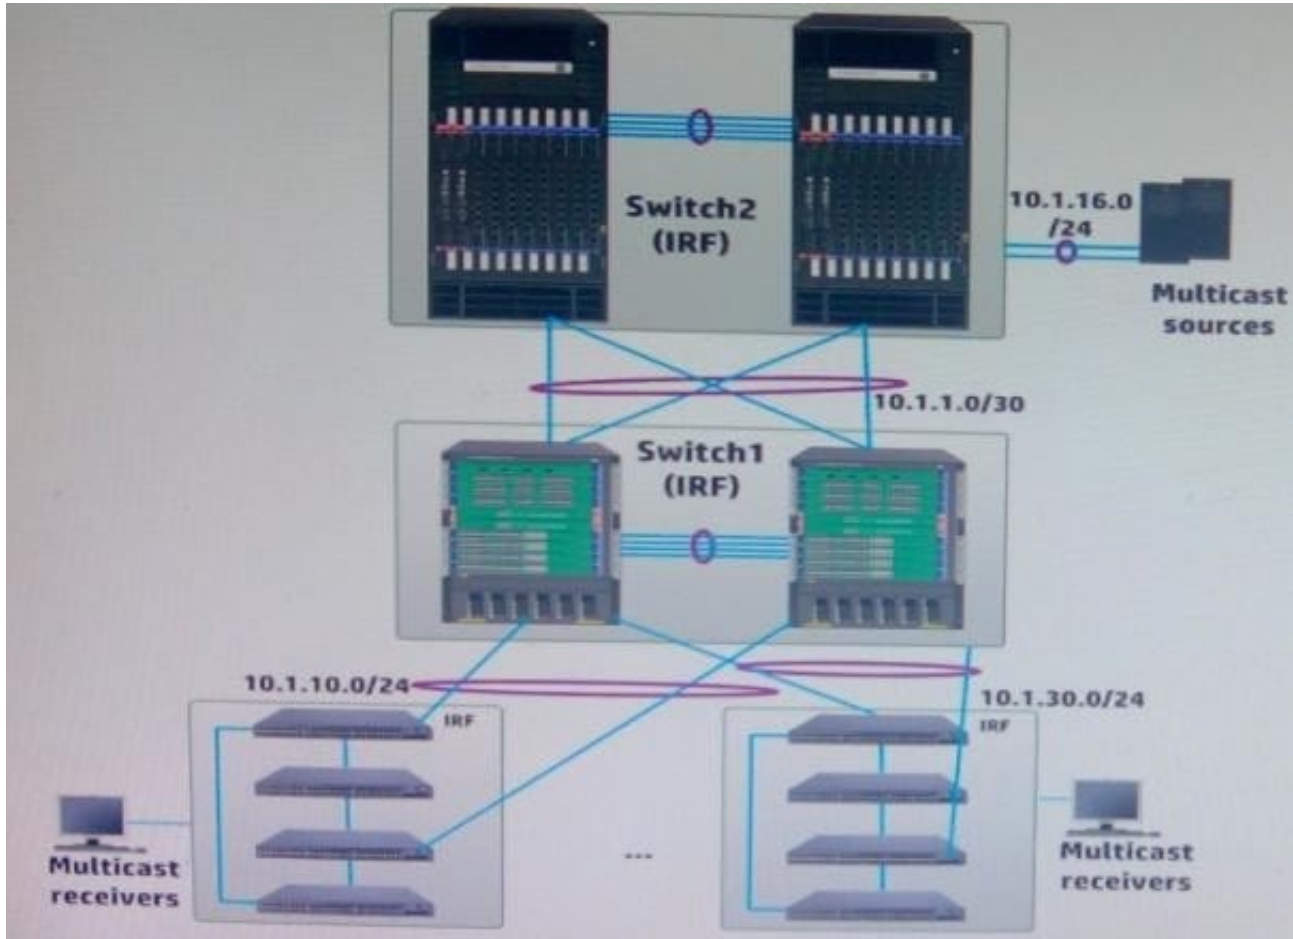 Switch2
(IRF)
10.1.16.0
/24
Multicast
sources
10.1.1.0/30
Switch1
(IRF)
10.1.10.0/24
IRF
10.1.30.0/24
IRF
Multicast
receivers
...
Multicast
receivers